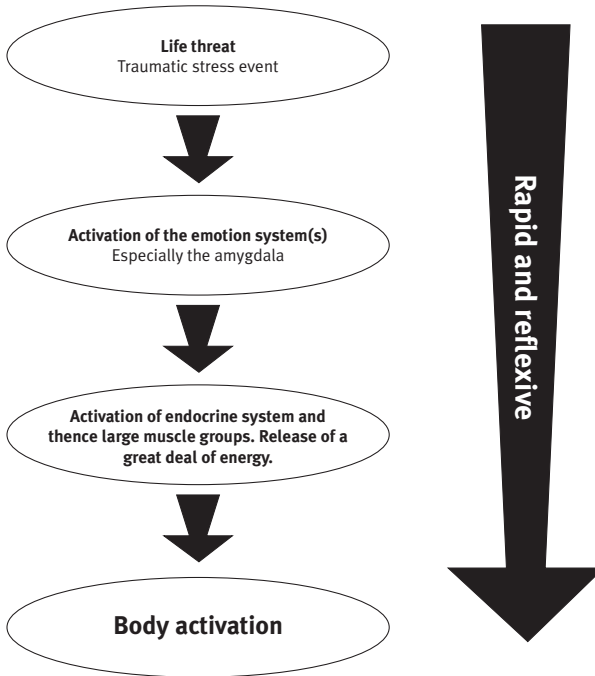 Life threat
Traumatic stress event
Activation of the emotion system(s)
Especially the amygdala
Activation of endocrine system and
thence large muscle groups. Release of a
great deal of energy.
Body activation
Rapid and reflexive